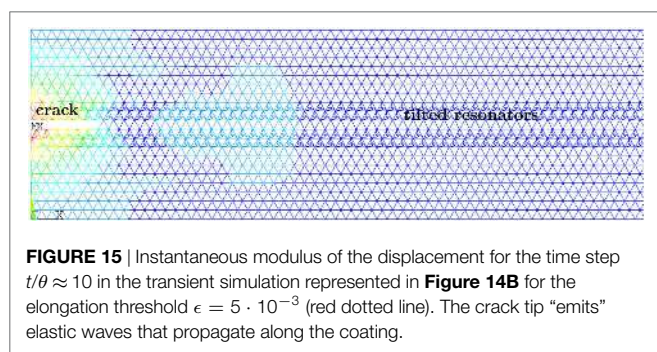 crack
tilted resonators
X
FIGURE 15 | Instantaneous modulus of the displacement for the time step
t/θ ≈ 10 in the transient simulation represented in Figure 14B for the
elongation threshold ϵ = 5 · 10⁻³ (red dotted line). The crack tip “emits”
elastic waves that propagate along the coating.